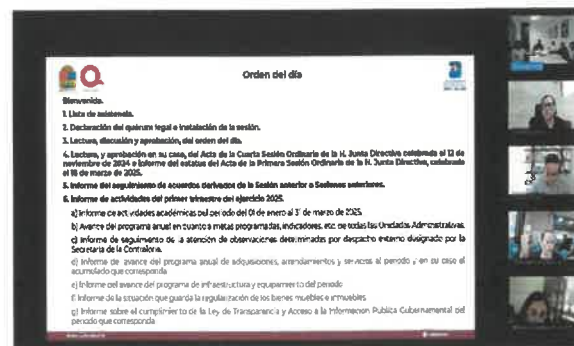 Orden del día
Bienvenida.
1. Lista de asistencia.
2. Declaración del quórum legal e instalación de la sesión.
3. Lectura, discusión y aprobación, del orden del día.
4. Lectura, y aprobación en su caso, del Acta de la Cuarta Sesión Ordinaria de la H. Junta Directiva celebrada el 12 de
noviembre de 2024 e informe del estatus del Acta de la Primera Sesión Ordinaria de la H. Junta Directiva, celebrada
el 18 de marzo de 2025.
5. Informe del seguimiento de acuerdos derivados de la Sesión anterior o Sesiones anteriores.
6. Informe de actividades del primer trimestre del ejercicio 2025.
a) Informe de actividades académicas del periodo del 01 de enero al 31 de marzo de 2025.
b) Avance del programa anual en cuanto a metas programadas, indicadores, etc. de todas las Unidades Administrativas.
c) Informe de seguimiento de la atención de observaciones determinadas por despacho externo designado por la
Secretaría de la Contraloría.
d) Informe de avance del programa anual de adquisiciones, arrendamientos y servicios al periodo y en su caso el
acumulado que corresponda
e) Informe del avance del programa de infraestructura y equipamiento del periodo
f) Informe de la situación que guarda la regularización de los bienes muebles e inmuebles
g) Informe sobre el cumplimiento de la Ley de Transparencia y Acceso a la Información Pública Gubernamental del
periodo que corresponda